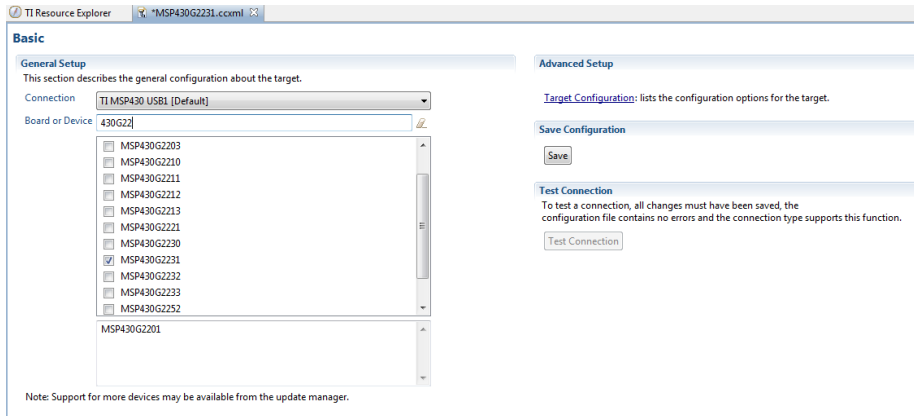 TI Resource Explorer
*MSP430G2231.ccxml
Basic
General Setup
This section describes the general configuration about the target.
Connection
TI MSP430 USB1 [Default]
Board or Device
430G22
MSP430G2203
MSP430G2210
MSP430G2211
MSP430G2212
MSP430G2213
MSP430G2221
MSP430G2230
MSP430G2231
MSP430G2232
MSP430G2233
MSP430G2252
MSP430G2201
Note: Support for more devices may be available from the update manager.
Advanced Setup
Target Configuration: lists the configuration options for the target.
Save Configuration
Save
Test Connection
To test a connection, all changes must have been saved, the
configuration file contains no errors and the connection type supports this function.
Test Connection